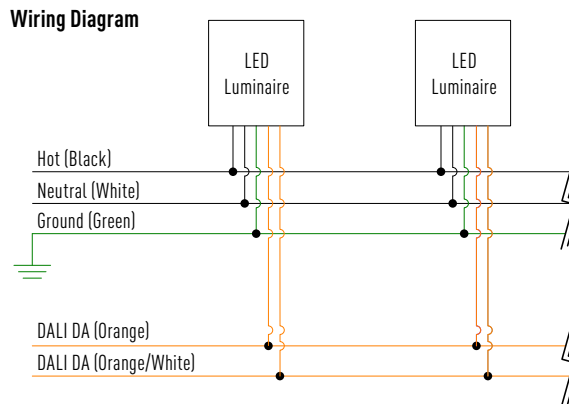 Wiring Diagram
LED
Luminaire
LED
Luminaire
Hot (Black)
Neutral (White)
Ground (Green)
DALI DA (Orange)
DALI DA (Orange/White)